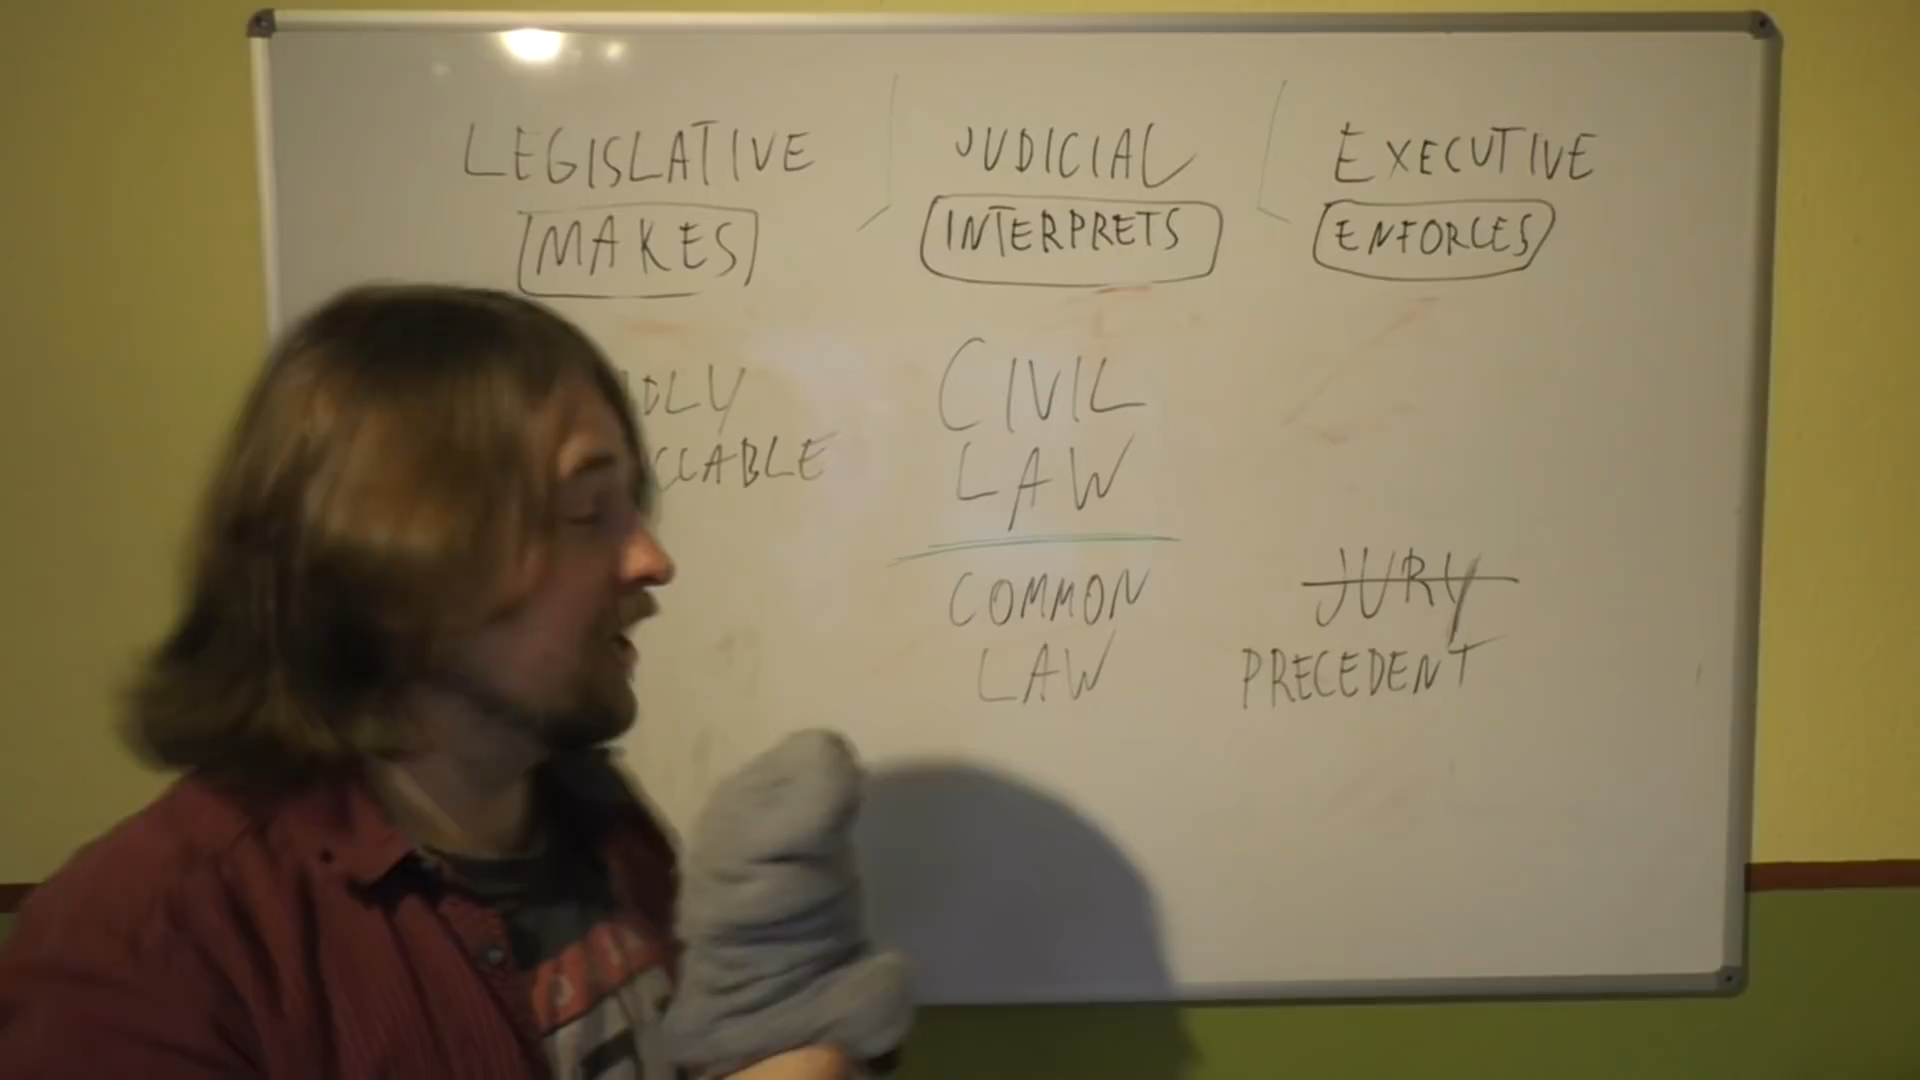 LEGISLATIVE
MAKES
JUDICIAL
INTERPRETS
CIVIL
LAW
COMMON
LAW
EXECUTIVE
ENFORCES
JURY
PRECEDENT